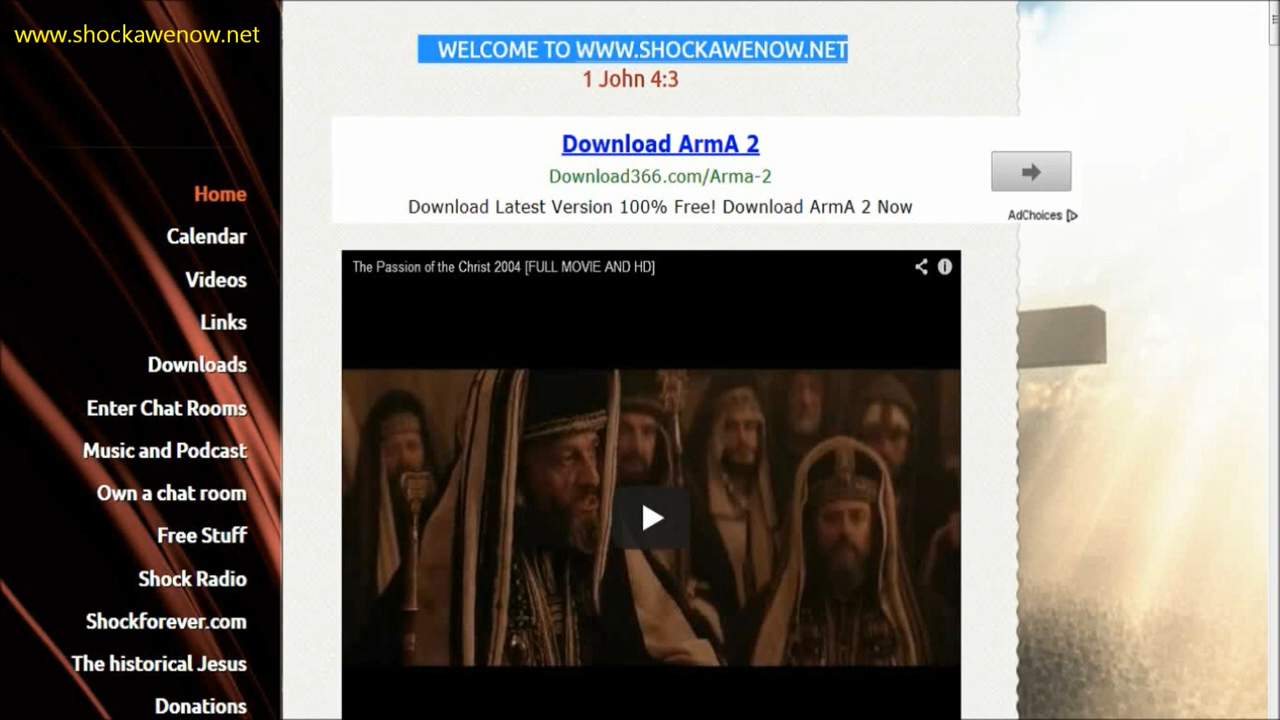 www.shockawenow.net
WELCOME TO WWW.SHOCKAWENOW.NET
1 John 4:3
Download ArmA 2
Download366.com/Arma-2
Download Latest Version 100% Free! Download ArmA 2 Now
AdChoices
The Passion of the Christ 2004 [FULL MOVIE AND HD]
Home
Calendar
Videos
Links
Downloads
Enter Chat Rooms
Music and Podcast
Own a chat room
Free Stuff
Shock Radio
Shockforever.com
The historical Jesus
Donations